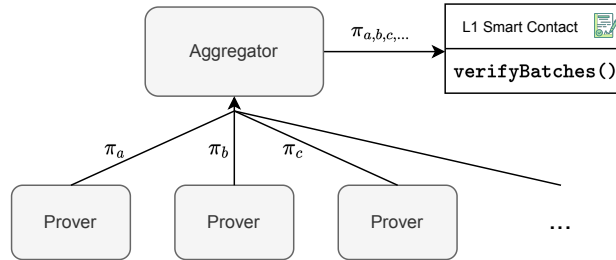 L1 Smart Contact
π_{a,b,c,...}
Aggregator
verifyBatches()
π_a
π_b
π_c
Prover
Prover
Prover
...